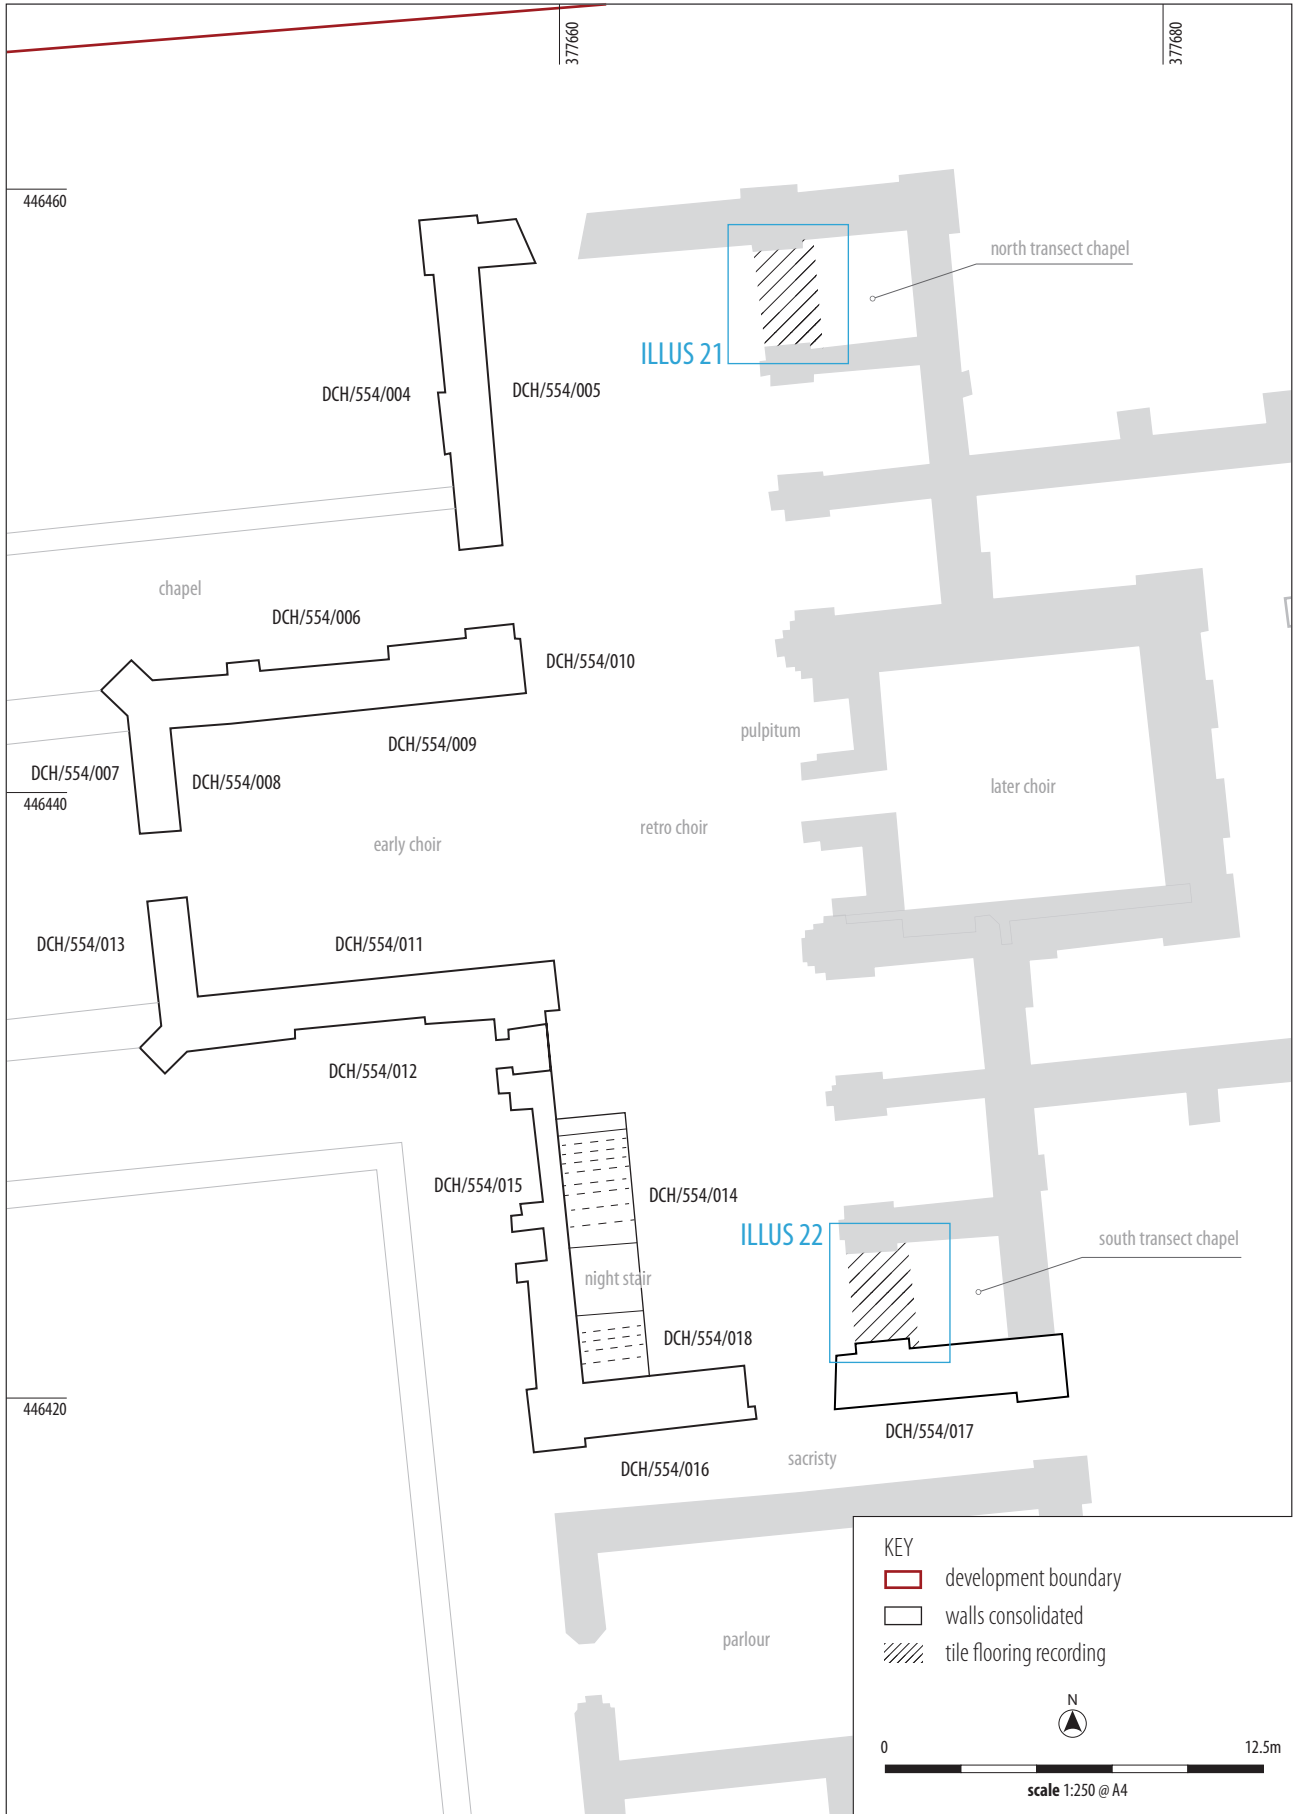 377660
377680
446460
north transect chapel
ILLUS 21
DCH/554/004
DCH/554/005
chapel
DCH/554/006
DCH/554/010
pulpitum
DCH/554/009
DCH/554/007
DCH/554/008
later choir
446440
retro choir
early choir
DCH/554/013
DCH/554/011
DCH/554/012
DCH/554/015
DCH/554/014
ILLUS 22
south transect chapel
night stair
DCH/554/018
446420
DCH/554/017
sacristy
DCH/554/016
KEY
development boundary
walls consolidated
tile flooring recording
parlour
N
0 12.5m
scale 1:250 @ A4